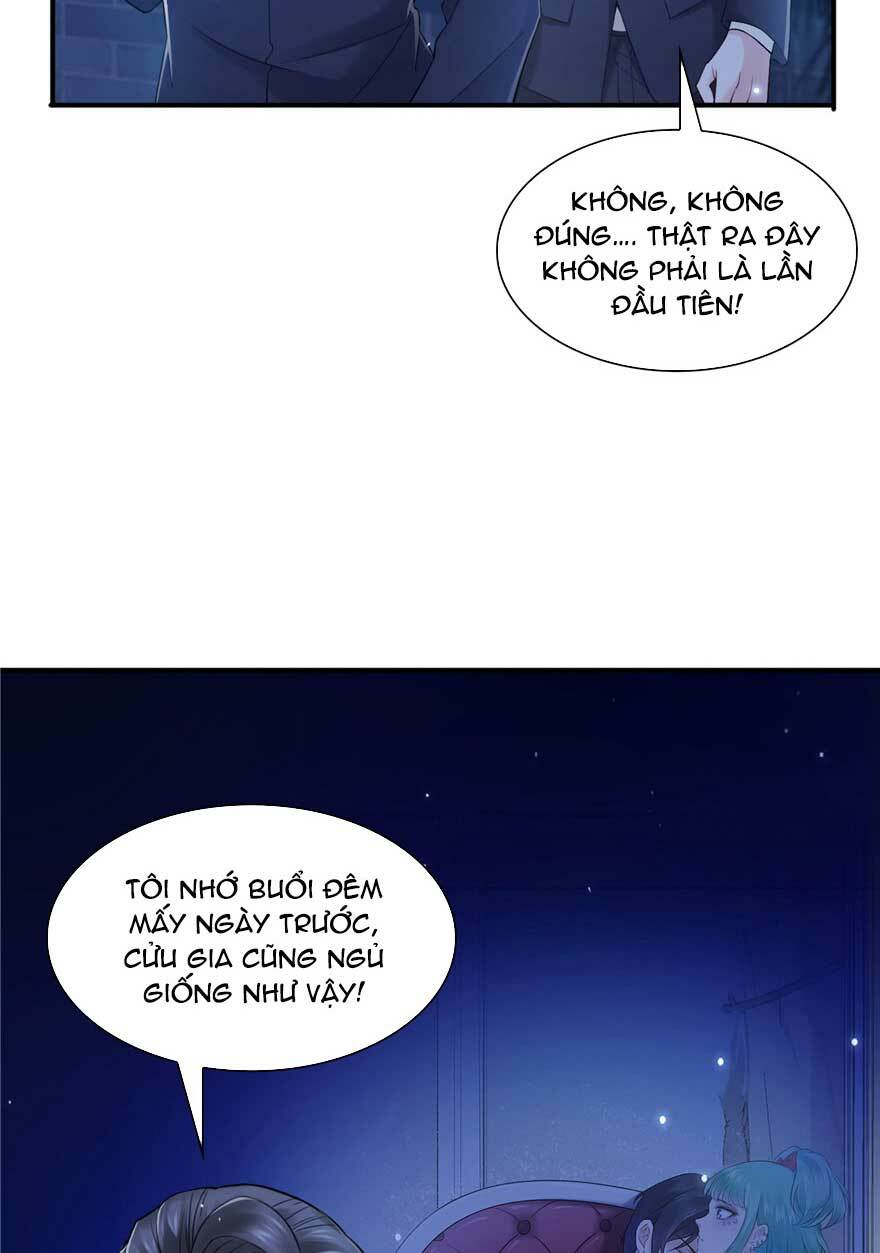 KHÔNG, KHÔNG
ĐÚNG.... THẬT RA ĐÂY
KHÔNG PHẢI LÀ LẦN
ĐẦU TIÊN!
TÔI NHỚ BUỔI ĐÊM
MẤY NGÀY TRƯỚC,
CỬU GIA CŨNG NGỦ
GIỐNG NHƯ VẬY!